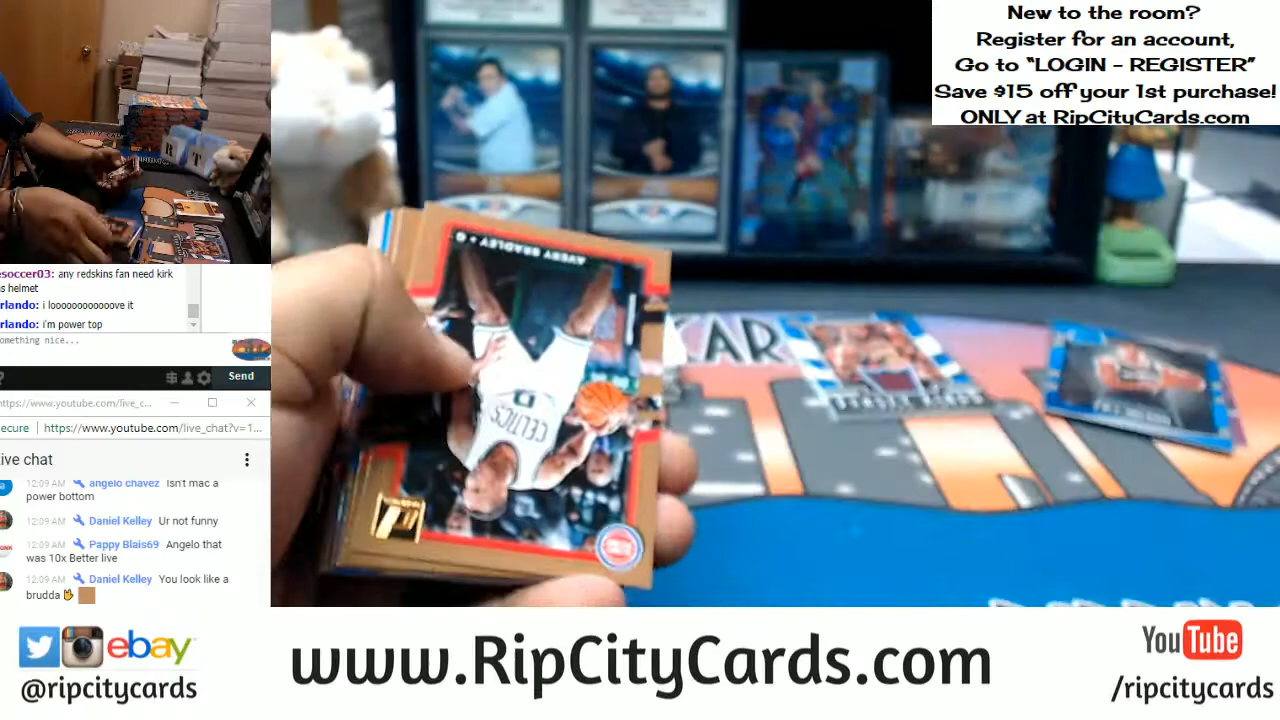 New to the room?
Register for an account,
Go to “LOGIN - REGISTER”
Save $15 off your 1st purchase!
ONLY at RipCityCards.com
AVERY BRADLEY • G
CELTICS
esoccer03: any redskins fan need kirk
s helmet
rlando: i looooooooooove it
rlando: i'm power top
omething nice...
Send
https://www.youtube.com/live_c...
ecure https://www.youtube.com/live_chat?v=1...
ive chat
12:09 AM angelo chavez Isn't mac a
power bottom
12:09 AM Daniel Kelley Ur not funny
12:09 AM Pappy Blais69 Angelo that
was 10x Better live
12:09 AM Daniel Kelley You look like a
brudda
ebay
@ripcitycards
www.RipCityCards.com
YouTube
/ripcitycards